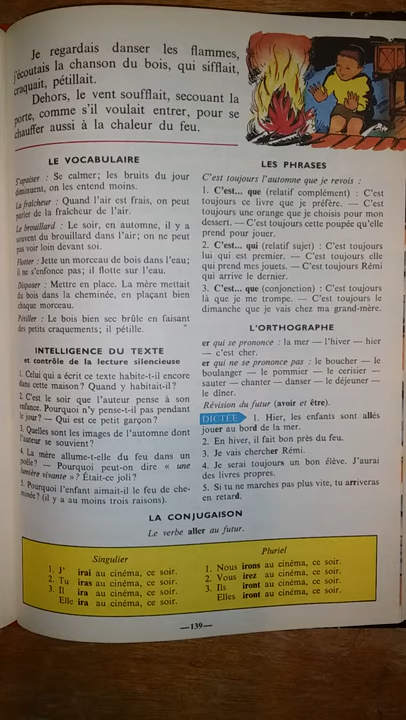 Je regardais danser les flammes,
j'écoutais la chanson du bois, qui sifflait,
craquait, pétillait.
Dehors, le vent soufflait, secouant la
porte, comme s'il voulait entrer, pour se
chauffer aussi à la chaleur du feu.
LE VOCABULAIRE
S'apaiser : Se calmer; les bruits du jour
diminuent, on les entend moins.
La fraîcheur : Quand l'air est frais, on peut
parler de la fraîcheur de l'air.
Le brouillard : Le soir, en automne, il y a
souvent du brouillard dans l'air; on ne peut
pas voir loin devant soi.
Flotter : Jette un morceau de bois dans l'eau;
il ne s'enfonce pas; il flotte sur l'eau.
Disposer : Mettre en place. La mère mettait
du bois dans la cheminée, en plaçant bien
chaque morceau.
Pétiller : Le bois bien sec brûle en faisant
des petits craquements; il pétille.
INTELLIGENCE DU TEXTE
et contrôle de la lecture silencieuse
1. Celui qui a écrit ce texte habite-t-il encore
dans cette maison? Quand y habitait-il?
2. C'est le soir que l'auteur pense à son
enfance. Pourquoi n'y pense-t-il pas pendant
le jour? — Qui est ce petit garçon?
3. Quelles sont les images de l'automne dont
l'auteur se souvient?
4. La mère allume-t-elle du feu dans un
poêle? — Pourquoi peut-on dire « une
lumière vivante »? Était-ce joli?
5. Pourquoi l'enfant aimait-il le feu de che-
minée? (il y a au moins trois raisons).
LES PHRASES
C'est toujours l'automne que je revois :
1. C'est... que (relatif complément) : C'est
toujours ce livre que je préfère. — C'est
toujours une orange que je choisis pour mon
dessert. — C'est toujours cette poupée qu'elle
prend pour jouer.
2. C'est... qui (relatif sujet) : C'est toujours
lui qui est premier. — C'est toujours elle
qui prend mes jouets. — C'est toujours Rémi
qui arrive le dernier.
3. C'est... que (conjonction) : C'est toujours
là que je me trompe. — C'est toujours le
dimanche que je vais chez ma grand-mère.
L'ORTHOGRAPHE
er qui se prononce : la mer — l'hiver — hier
— c'est cher.
er qui ne se prononce pas : le boucher — le
boulanger — le pommier — le cerisier —
sauter — chanter — danser — le déjeuner —
le dîner.
Révision du futur (avoir et être).
DICTÉE 1. Hier, les enfants sont allés
jouer au bord de la mer.
2. En hiver, il fait bon près du feu.
3. Je vais chercher Rémi.
4. Je serai toujours un bon élève. J'aurai
des livres propres.
5. Si tu ne marches pas plus vite, tu arriveras
en retard.
LA CONJUGAISON
Le verbe aller au futur.
Singulier
1. J' irai au cinéma, ce soir.
2. Tu iras au cinéma, ce soir.
3. Il ira au cinéma, ce soir.
Elle ira au cinéma, ce soir.
Pluriel
1. Nous irons au cinéma, ce soir.
2. Vous irez au cinéma, ce soir.
3. Ils iront au cinéma, ce soir.
Elles iront au cinéma, ce soir.
—139—